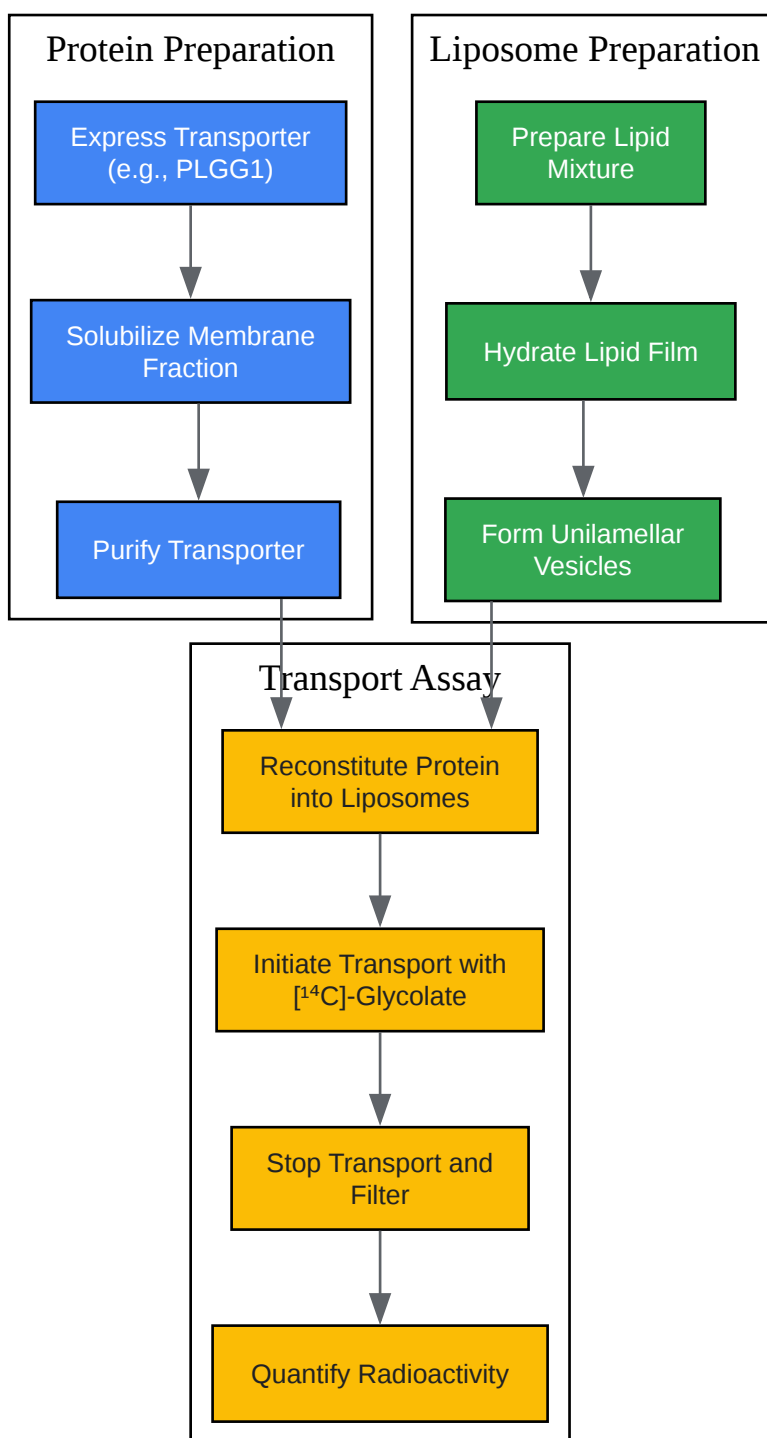 Protein Preparation
Express Transporter
(e.g., PLGG1)
Solubilize Membrane
Fraction
Purify Transporter
Liposome Preparation
Prepare Lipid
Mixture
Hydrate Lipid Film
Form Unilamellar
Vesicles
Transport Assay
Reconstitute Protein
into Liposomes
Initiate Transport with
[¹⁴C]-Glycolate
Stop Transport and
Filter
Quantify Radioactivity